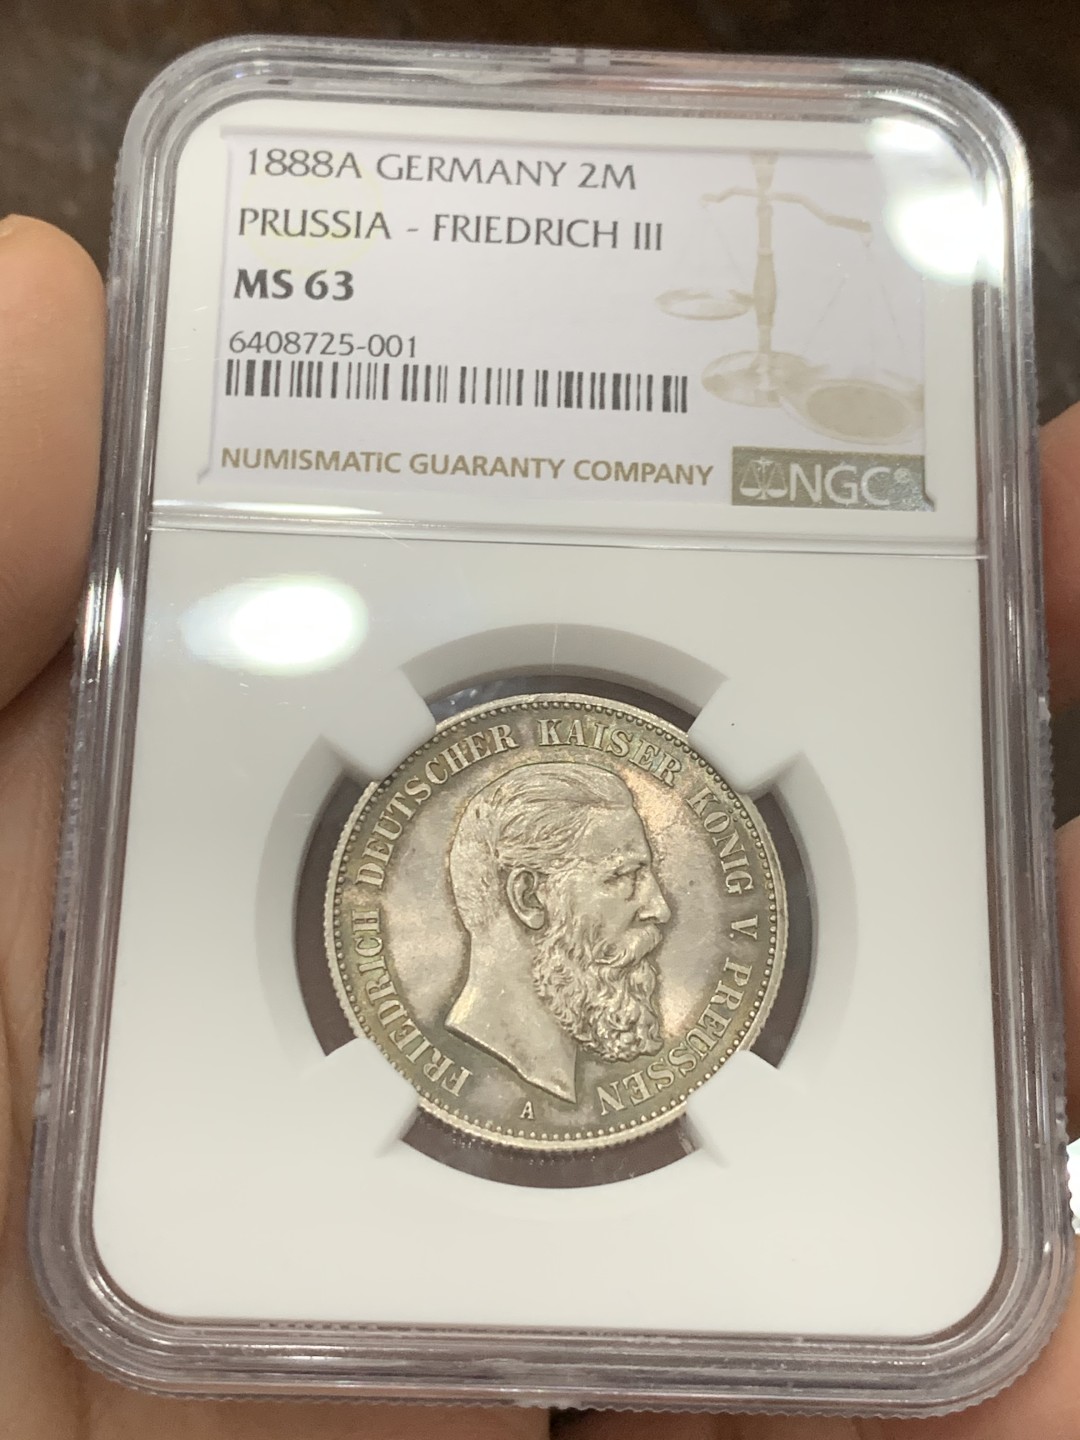 1888A GERMANY 2M
PRUSSIA - FRIEDRICH III
MS 63
6408725-001
NUMISMATIC GUARANTY COMPANY
NGC
FRIEDRICH DEUTSCHER KAISER KÖNIG V. PREUSSEN
A